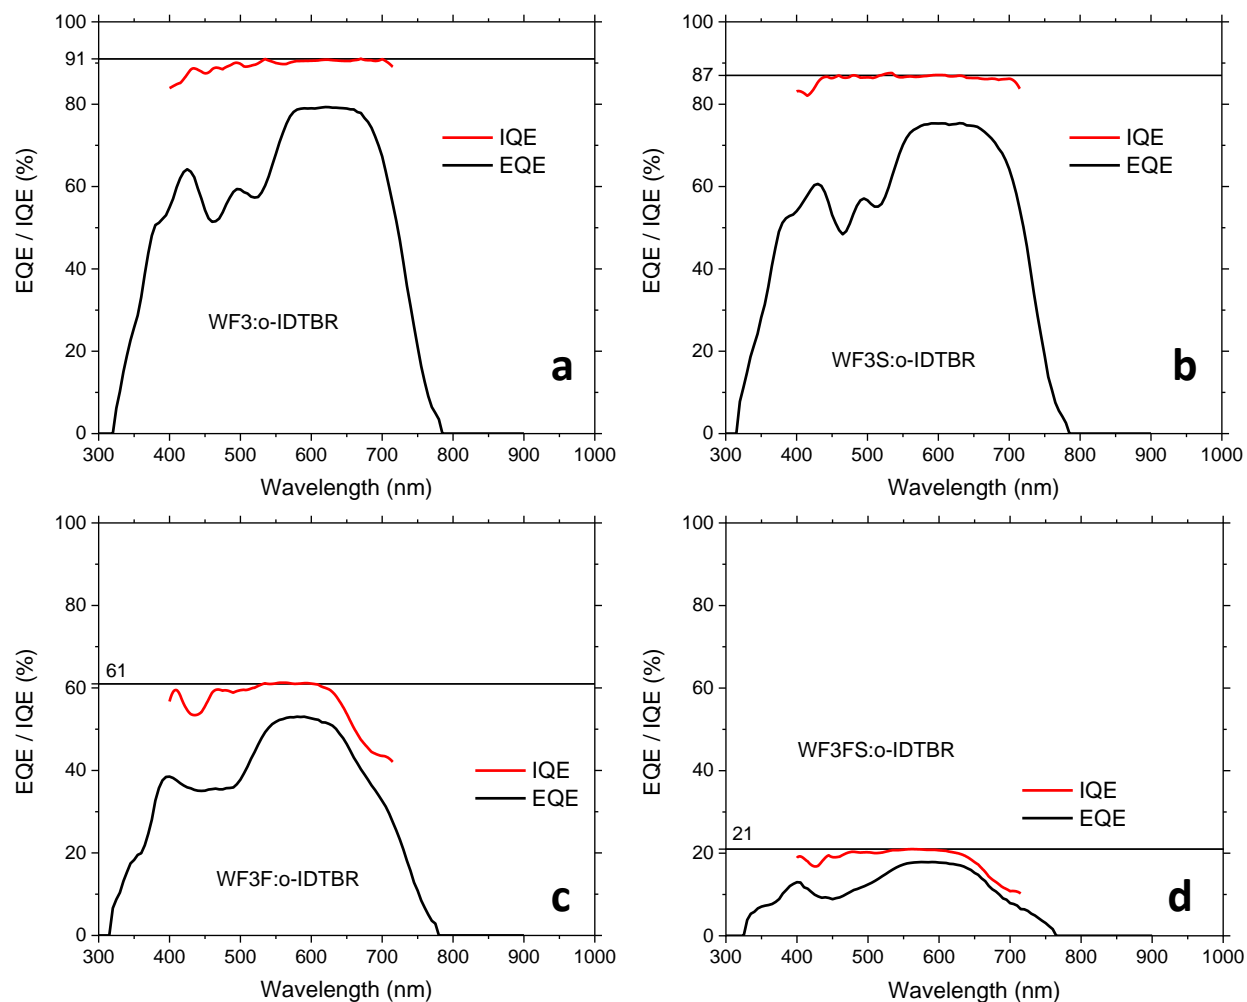 100
91
80
60
40
20
0
EQE / IQE (%)
IQE
EQE
WF3:o-IDTBR
a
300 400 500 600 700 800 900 1000
Wavelength (nm)
100
87
80
60
40
20
0
EQE / IQE (%)
IQE
EQE
WF3S:o-IDTBR
b
300 400 500 600 700 800 900 1000
Wavelength (nm)
100
80
61
60
40
20
0
EQE / IQE (%)
IQE
EQE
WF3F:o-IDTBR
c
300 400 500 600 700 800 900 1000
Wavelength (nm)
100
80
60
40
20
0
EQE / IQE (%)
WF3FS:o-IDTBR
IQE
EQE
21
d
300 400 500 600 700 800 900 1000
Wavelength (nm)